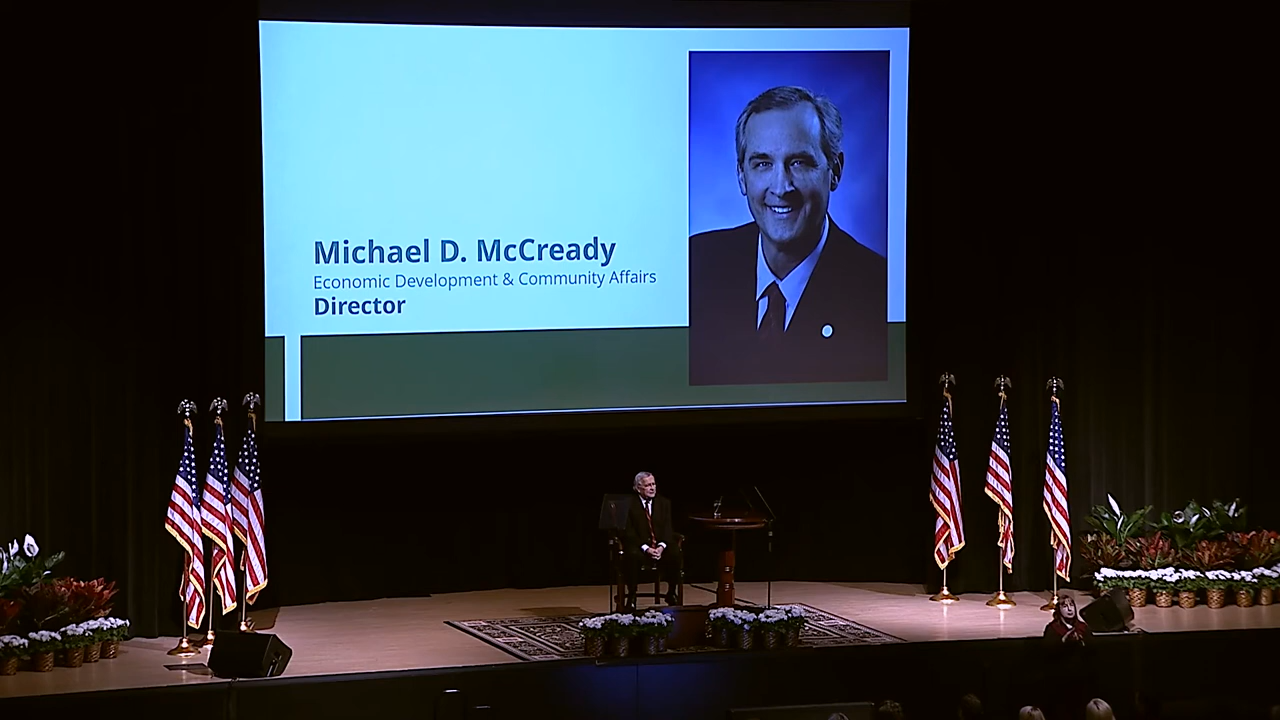 Michael D. McCready
Economic Development & Community Affairs
Director